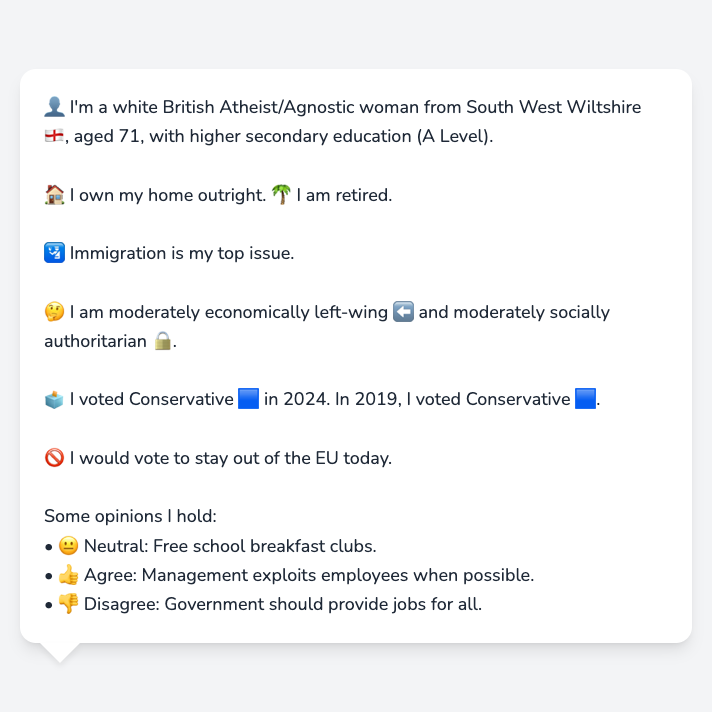 👤 I'm a white British Atheist/Agnostic woman from South West Wiltshire
🏴󠁧󠁢󠁥󠁮󠁧󠁿, aged 71, with higher secondary education (A Level).
🏠 I own my home outright. 🌴 I am retired.
🛂 Immigration is my top issue.
🤔 I am moderately economically left-wing ⬅️ and moderately socially
authoritarian 🔒.
🗳️ I voted Conservative 🟦 in 2024. In 2019, I voted Conservative 🟦.
🚫 I would vote to stay out of the EU today.
Some opinions I hold:
• 😐 Neutral: Free school breakfast clubs.
• 👍 Agree: Management exploits employees when possible.
• 👎 Disagree: Government should provide jobs for all.